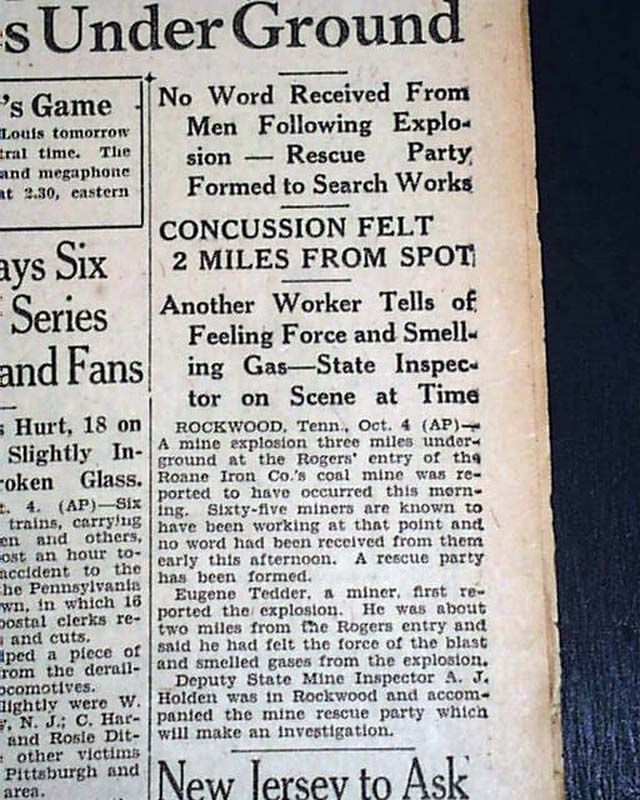 s Under Ground
's Game
Louis tomorrow
tral time. The
and megaphone
at 2.30, eastern
ays Six
Series
and Fans
s Hurt, 18 on
Slightly In-
roken Glass.
t. 4. (AP)—Six
trains, carrying
en and others,
ost an hour to-
accident to the
the Pennsylvania
wn, in which 16
postal clerks re-
and cuts.
iped a piece of
from the derail-
ocomotives.
lightly were W.
, N. J.; C. Har-
and Rosie Dit-
other victims
Pittsburgh and
area.
No Word Received From
Men Following Explo-
sion — Rescue Party
Formed to Search Works
CONCUSSION FELT
2 MILES FROM SPOT
Another Worker Tells of
Feeling Force and Smell-
ing Gas—State Inspec-
tor on Scene at Time
ROCKWOOD, Tenn., Oct. 4 (AP)—
A mine explosion three miles under-
ground at the Rogers' entry of the
Roane Iron Co.'s coal mine was re-
ported to have occurred this morn-
ing. Sixty-five miners are known to
have been working at that point and
no word had been received from them
early this afternoon. A rescue party
has been formed.
Eugene Tedder, a miner, first re-
ported the explosion. He was about
two miles from the Rogers entry and
said he had felt the force of the blast
and smelled gases from the explosion.
Deputy State Mine Inspector A. J.
Holden was in Rockwood and accom-
panied the mine rescue party which
will make an investigation.
New Jersey to Ask